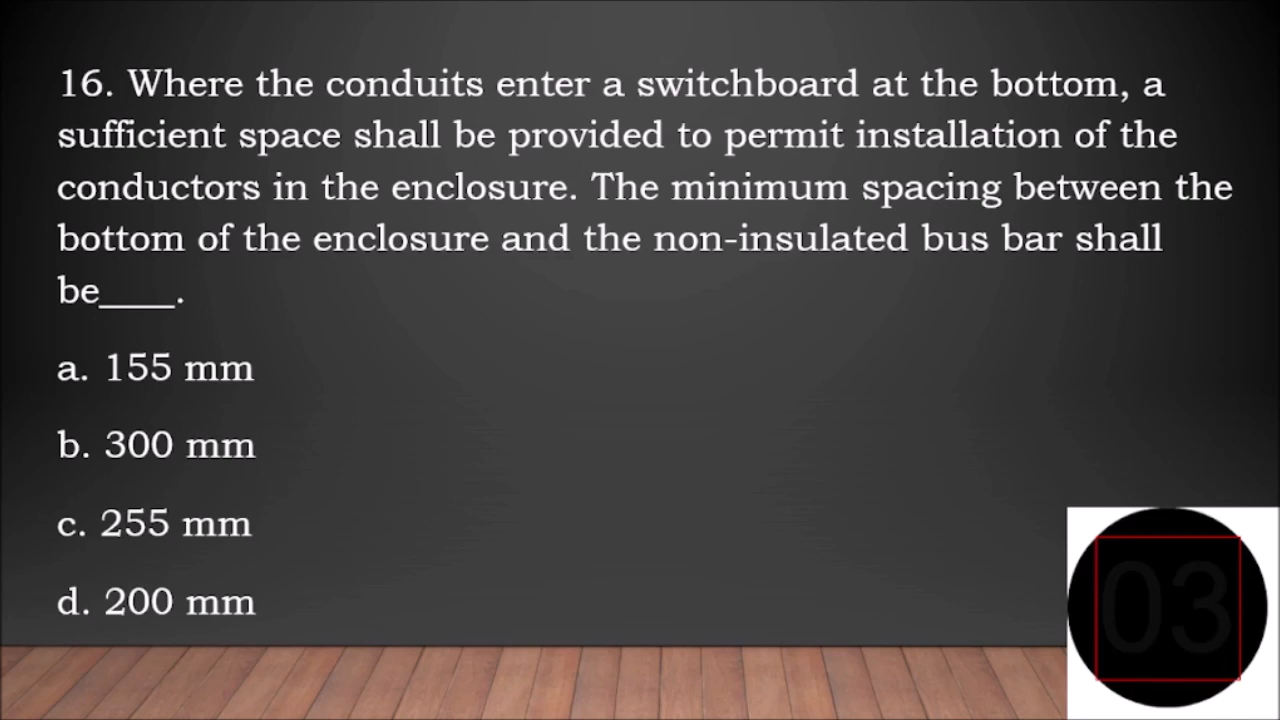 16. Where the conduits enter a switchboard at the bottom, a
sufficient space shall be provided to permit installation of the
conductors in the enclosure. The minimum spacing between the
bottom of the enclosure and the non-insulated bus bar shall
be____.
a. 155 mm
b. 300 mm
c. 255 mm
d. 200 mm
03